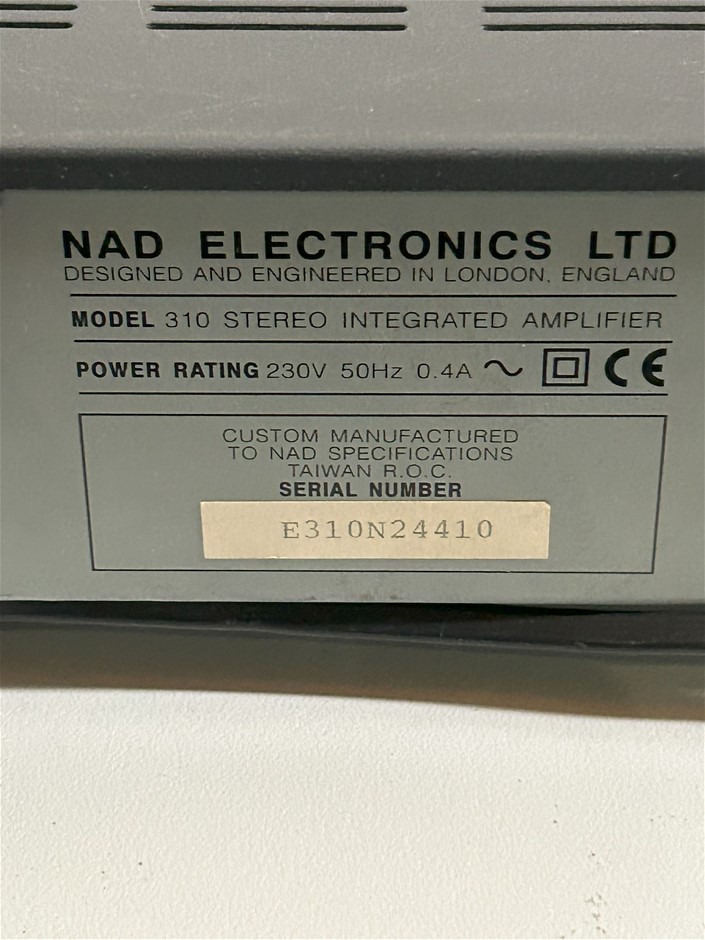 NAD ELECTRONICS LTD
DESIGNED AND ENGINEERED IN LONDON, ENGLAND
MODEL 310 STEREO INTEGRATED AMPLIFIER
POWER RATING 230V 50Hz 0.4A ~ CE
CUSTOM MANUFACTURED
TO NAD SPECIFICATIONS
TAIWAN R.O.C.
SERIAL NUMBER
E310N24410